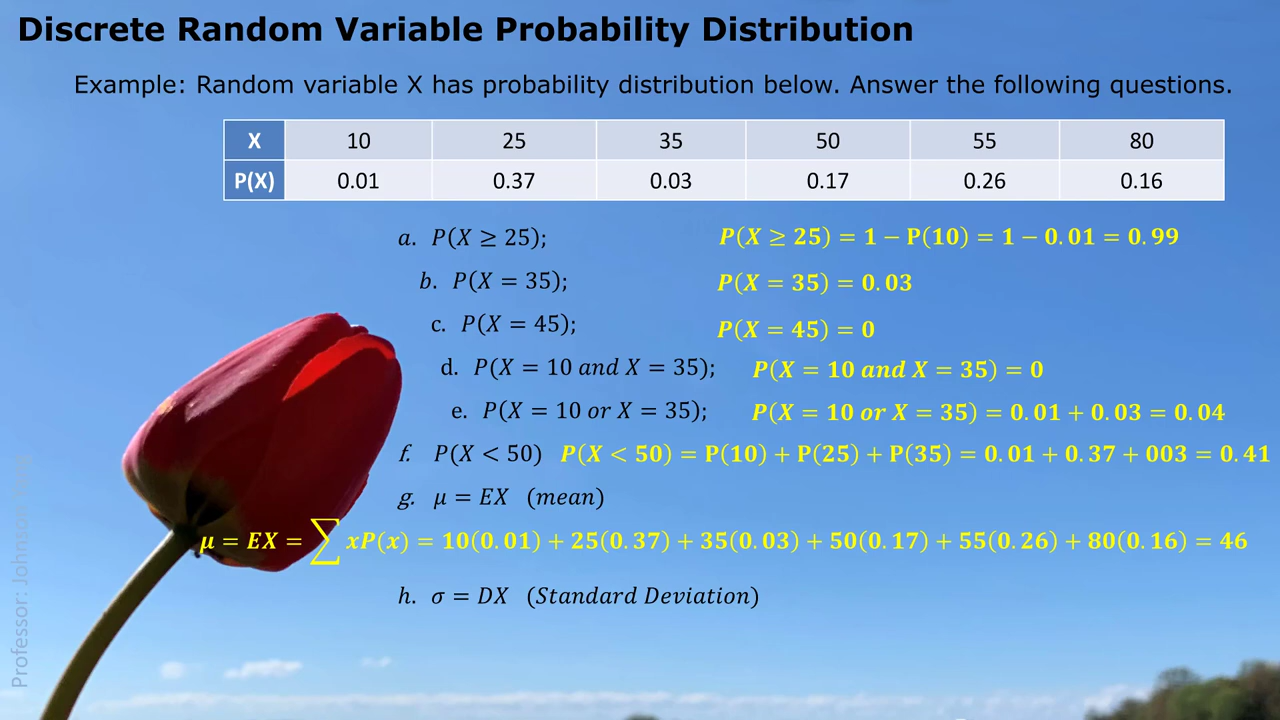 Discrete Random Variable Probability Distribution
Example: Random variable X has probability distribution below. Answer the following questions.
X 10 25 35 50 55 80
P(X) 0.01 0.37 0.03 0.17 0.26 0.16
a. P(X ≥ 25); P(X ≥ 25) = 1 − P(10) = 1 − 0.01 = 0.99
b. P(X = 35); P(X = 35) = 0.03
c. P(X = 45); P(X = 45) = 0
d. P(X = 10 and X = 35); P(X = 10 and X = 35) = 0
e. P(X = 10 or X = 35); P(X = 10 or X = 35) = 0.01 + 0.03 = 0.04
f. P(X < 50) P(X < 50) = P(10) + P(25) + P(35) = 0.01 + 0.37 + 003 = 0.41
g. μ = EX (mean)
μ = EX = ∑ xP(x) = 10(0.01) + 25(0.37) + 35(0.03) + 50(0.17) + 55(0.26) + 80(0.16) = 46
h. σ = DX (Standard Deviation)
Professor: Johnson